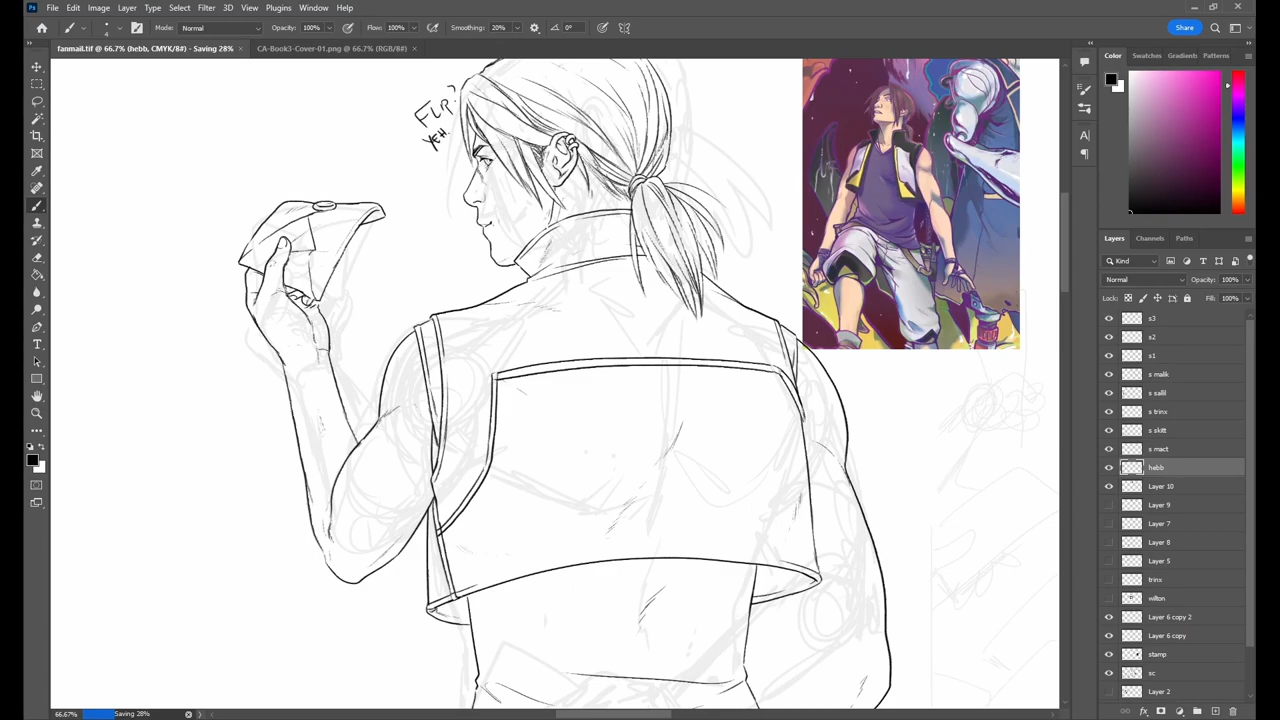 Ps File Edit Image Layer Type Select Filter 3D View Plugins Window Help
4 Mode: Normal Opacity: 100% Flow: 100% Smoothing: 20% 0° Share
fanmail.tif @ 66.7% (hebb, CMYK/8#) - Saving 28% CA-Book3-Cover-01.png @ 66.7% (RGB/8#)
Color Swatches Gradients Patterns
FLIP?
YEH.
Layers Channels Paths
Kind
Normal Opacity: 100%
Lock: Fill: 100%
s3
s2
s1
s malik
s sallil
s trinx
s skitt
s mact
hebb
Layer 10
Layer 9
Layer 7
Layer 8
Layer 5
trinx
wilton
Layer 6 copy 2
Layer 6 copy
stamp
sc
Layer 2
66.67% Saving 28%